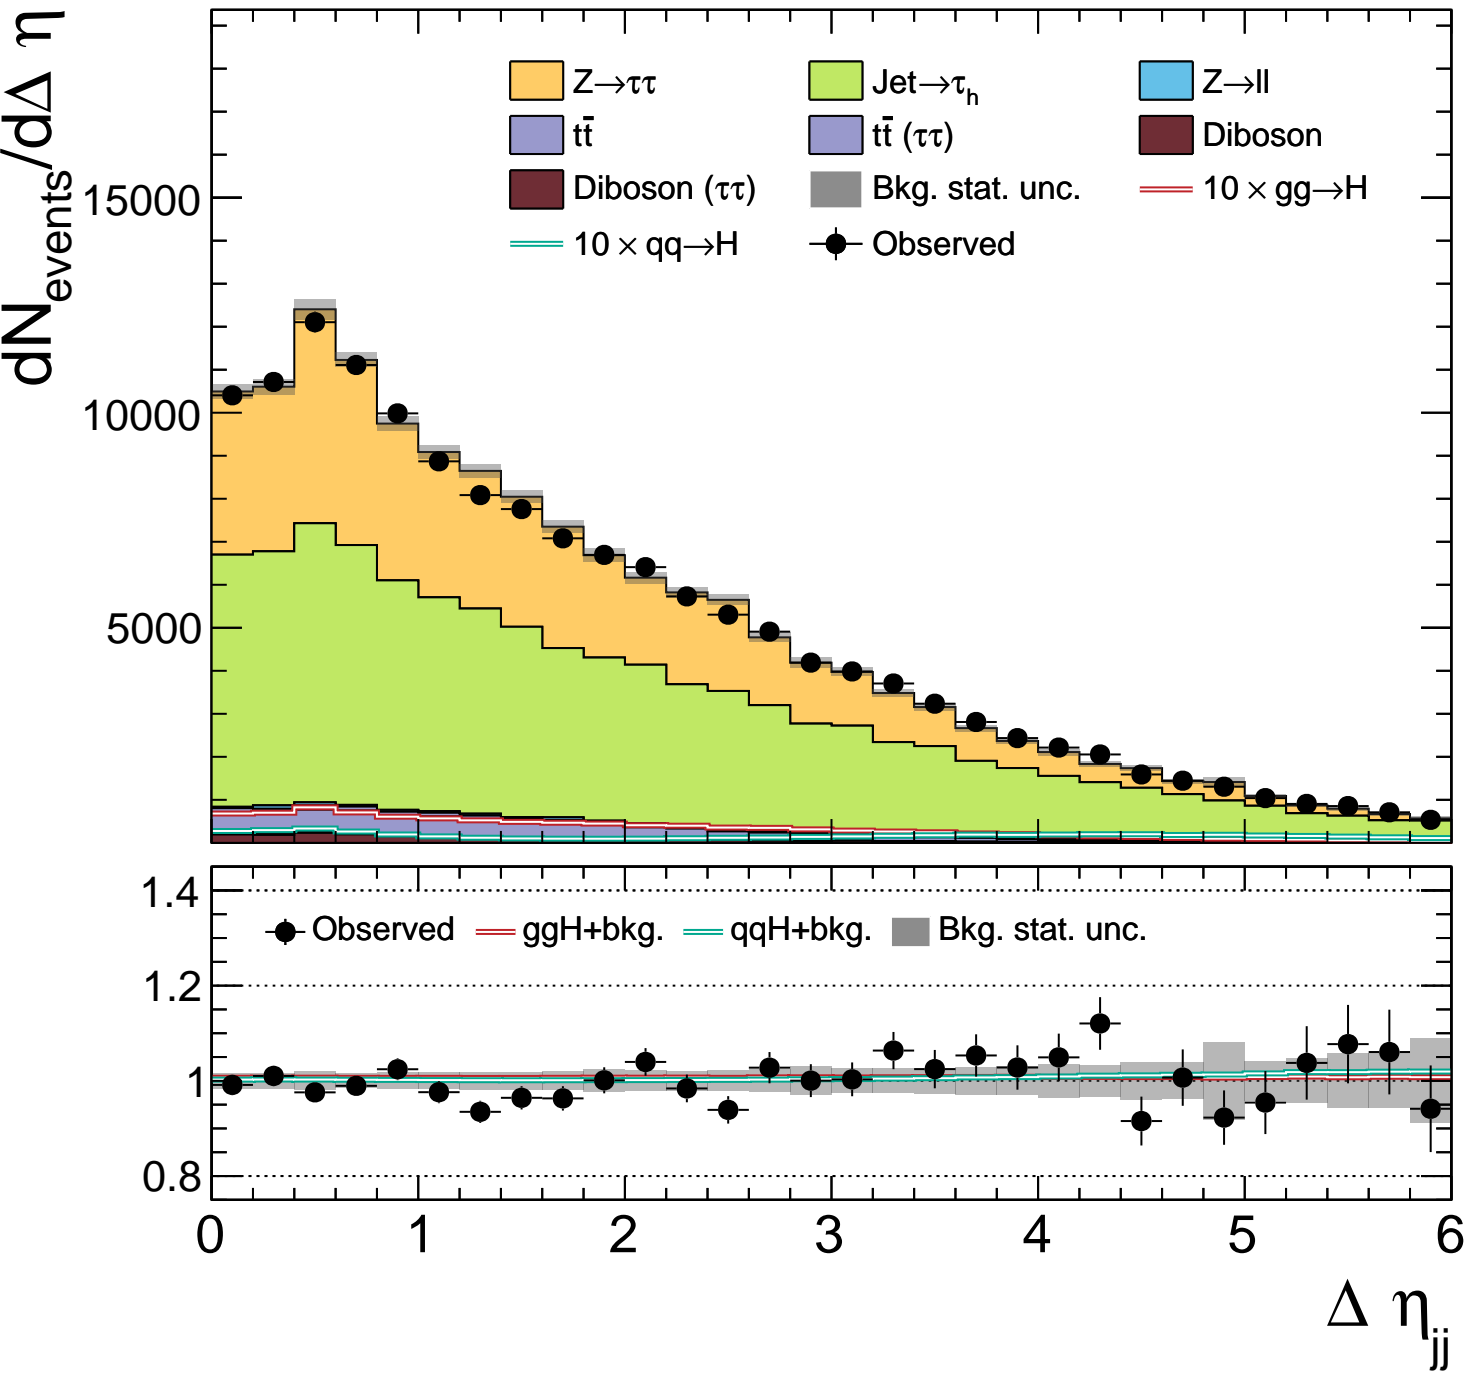 dN_events/dΔ η
Z→ττ Jet→τ_h Z→ll
tt̄ tt̄ (ττ) Diboson
Diboson (ττ) Bkg. stat. unc. 10 × gg→H
10 × qq→H Observed
15000
10000
5000
Observed ggH+bkg. qqH+bkg. Bkg. stat. unc.
1.4
1.2
1
0.8
0 1 2 3 4 5 6
Δ η_jj